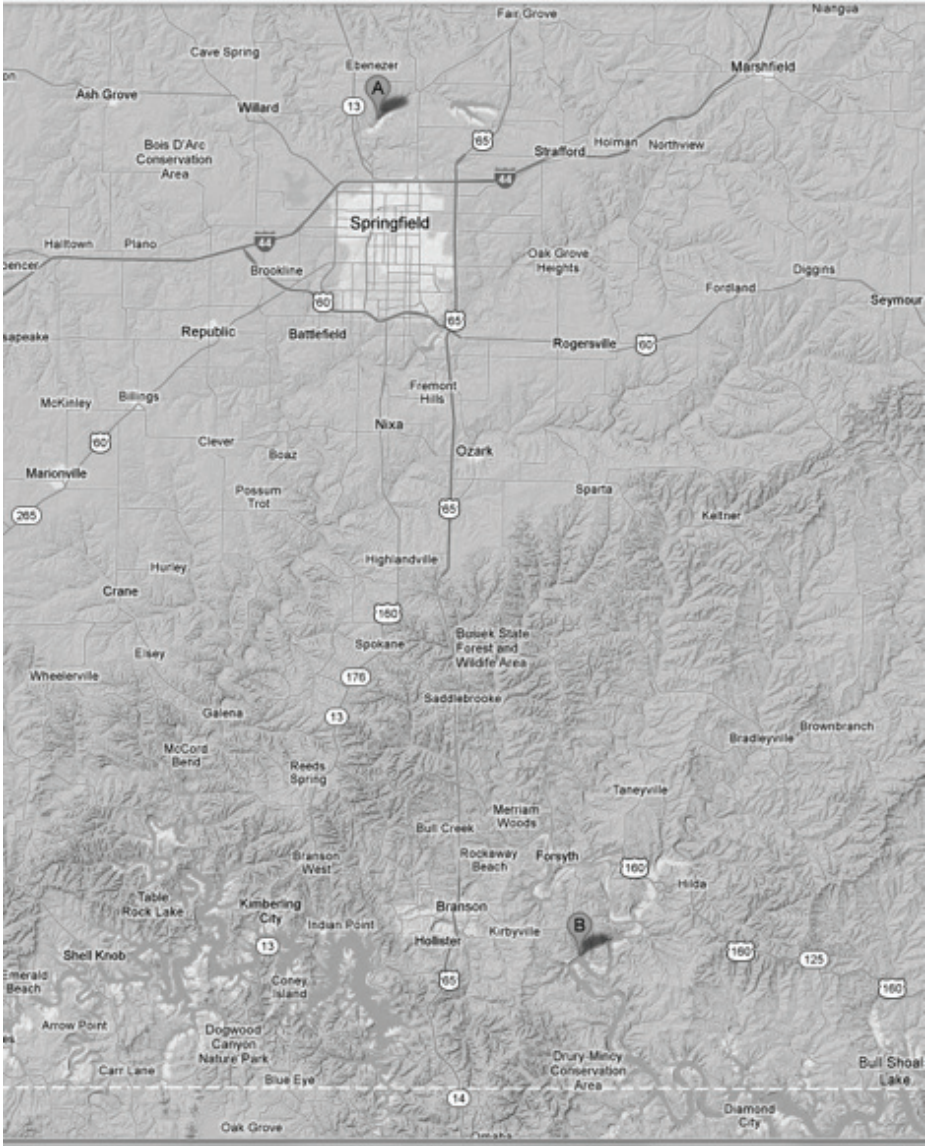 Fair Grove
Niangua
Cave Spring
Ebenezer
Marshfield
on
A
Ash Grove
Willard
13
65
Holman
Northview
Bois D'Arc
Conservation
Area
Strafford
44
Springfield
Halltown
Plano
44
Oak Grove
Heights
pencer
Brookline
Diggins
Fordland
Seymour
60
Republic
Battlefield
65
sapeake
Rogersville
60
Fremont
Hills
McKinley
Billings
Nixa
60
Clever
Boaz
Ozark
Marionville
Possum
Trot
Sparta
265
65
Keltner
Highlandville
Hurley
Crane
160
Spokane
Busiek State
Forest and
Wildlife Area
Elsey
Wheelerville
176
Saddlebrooke
Galena
13
Brownbranch
Bradleyville
McCord
Bend
Reeds
Spring
Taneyville
Merriam
Woods
Bull Creek
Rockaway
Beach
Forsyth
Branson
West
160
Hilda
Table
Rock Lake
Kimberling
City
Branson
Indian Point
B
Kirbyville
13
Hollister
160
125
Shell Knob
Emerald
Beach
Coney
Island
65
160
Arrow Point
es
Dogwood
Canyon
Nature Park
Drury-Mincy
Conservation
Area
Bull Shoal
Lake
Carr Lane
Blue Eye
14
Diamond
City
Oak Grove
Omaha